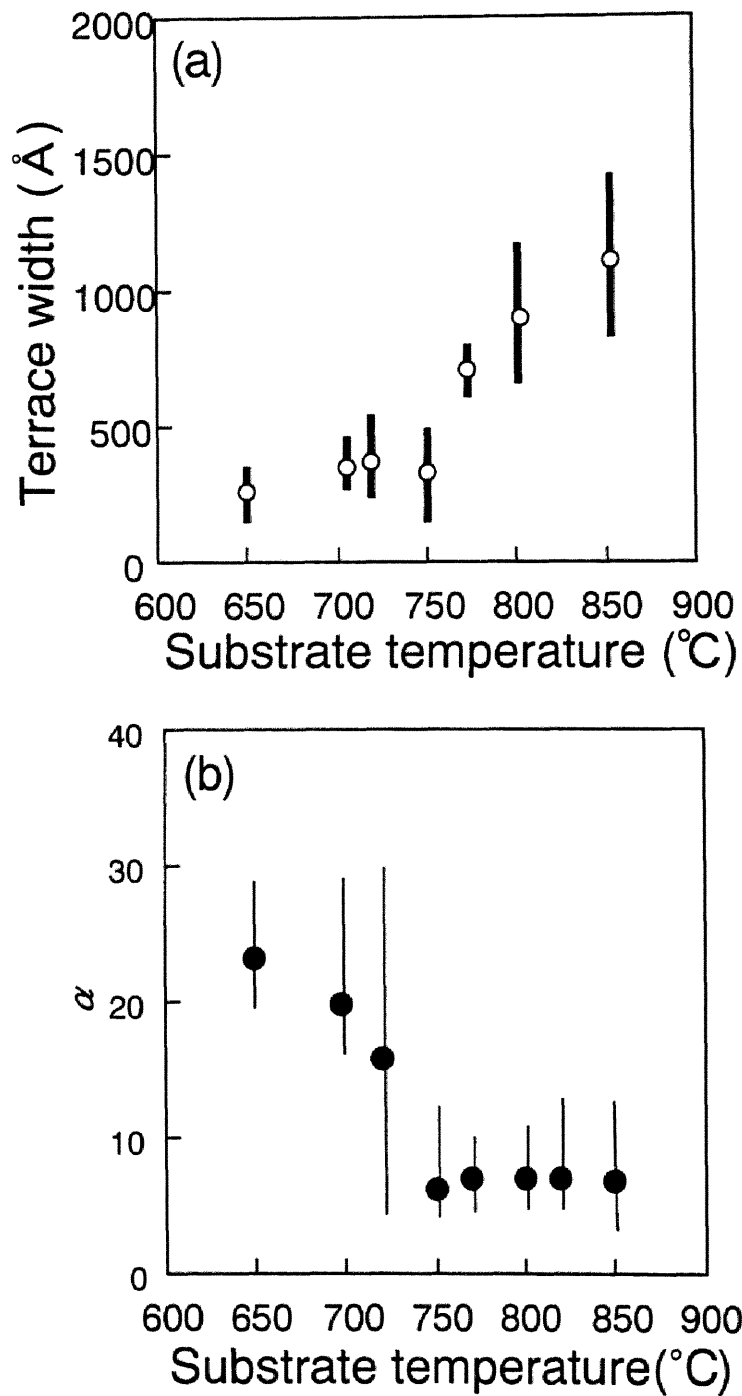 2000
(a)
1500
1000
500
0
Terrace width (Å)
600 650 700 750 800 850 900
Substrate temperature (℃)
40
(b)
30
20
10
0
α
600 650 700 750 800 850 900
Substrate temperature(°C)